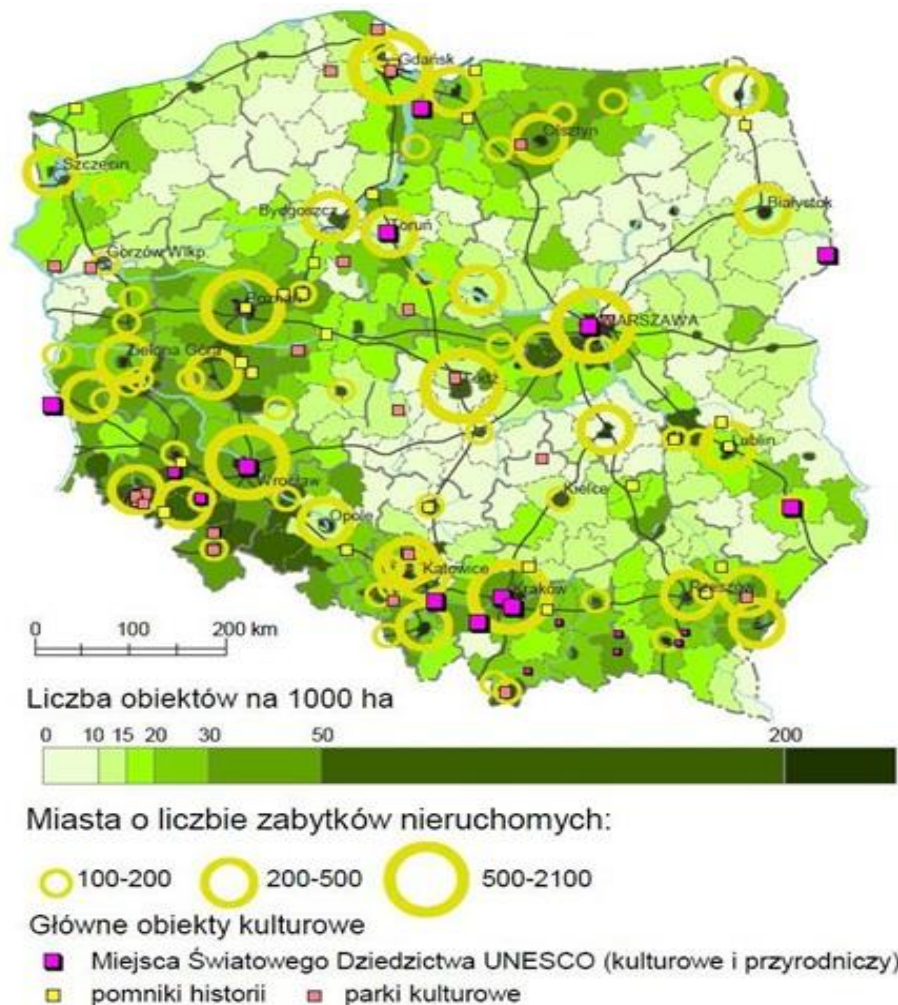 Gdańsk
Olsztyn
Szczecin
Białystok
Bydgoszcz
Toruń
Gorzów Wlkp.
Poznań
WARSZAWA
Zielona Góra
Łódź
Lublin
Wrocław
Kielce
Opole
Katowice
Kraków
Rzeszów
0 100 200 km
Liczba obiektów na 1000 ha
0 10 15 20 30 50 200
Miasta o liczbie zabytków nieruchomych:
100-200 200-500 500-2100
Główne obiekty kulturowe
Miejsca Światowego Dziedzictwa UNESCO (kulturowe i przyrodniczy)
pomniki historii parki kulturowe